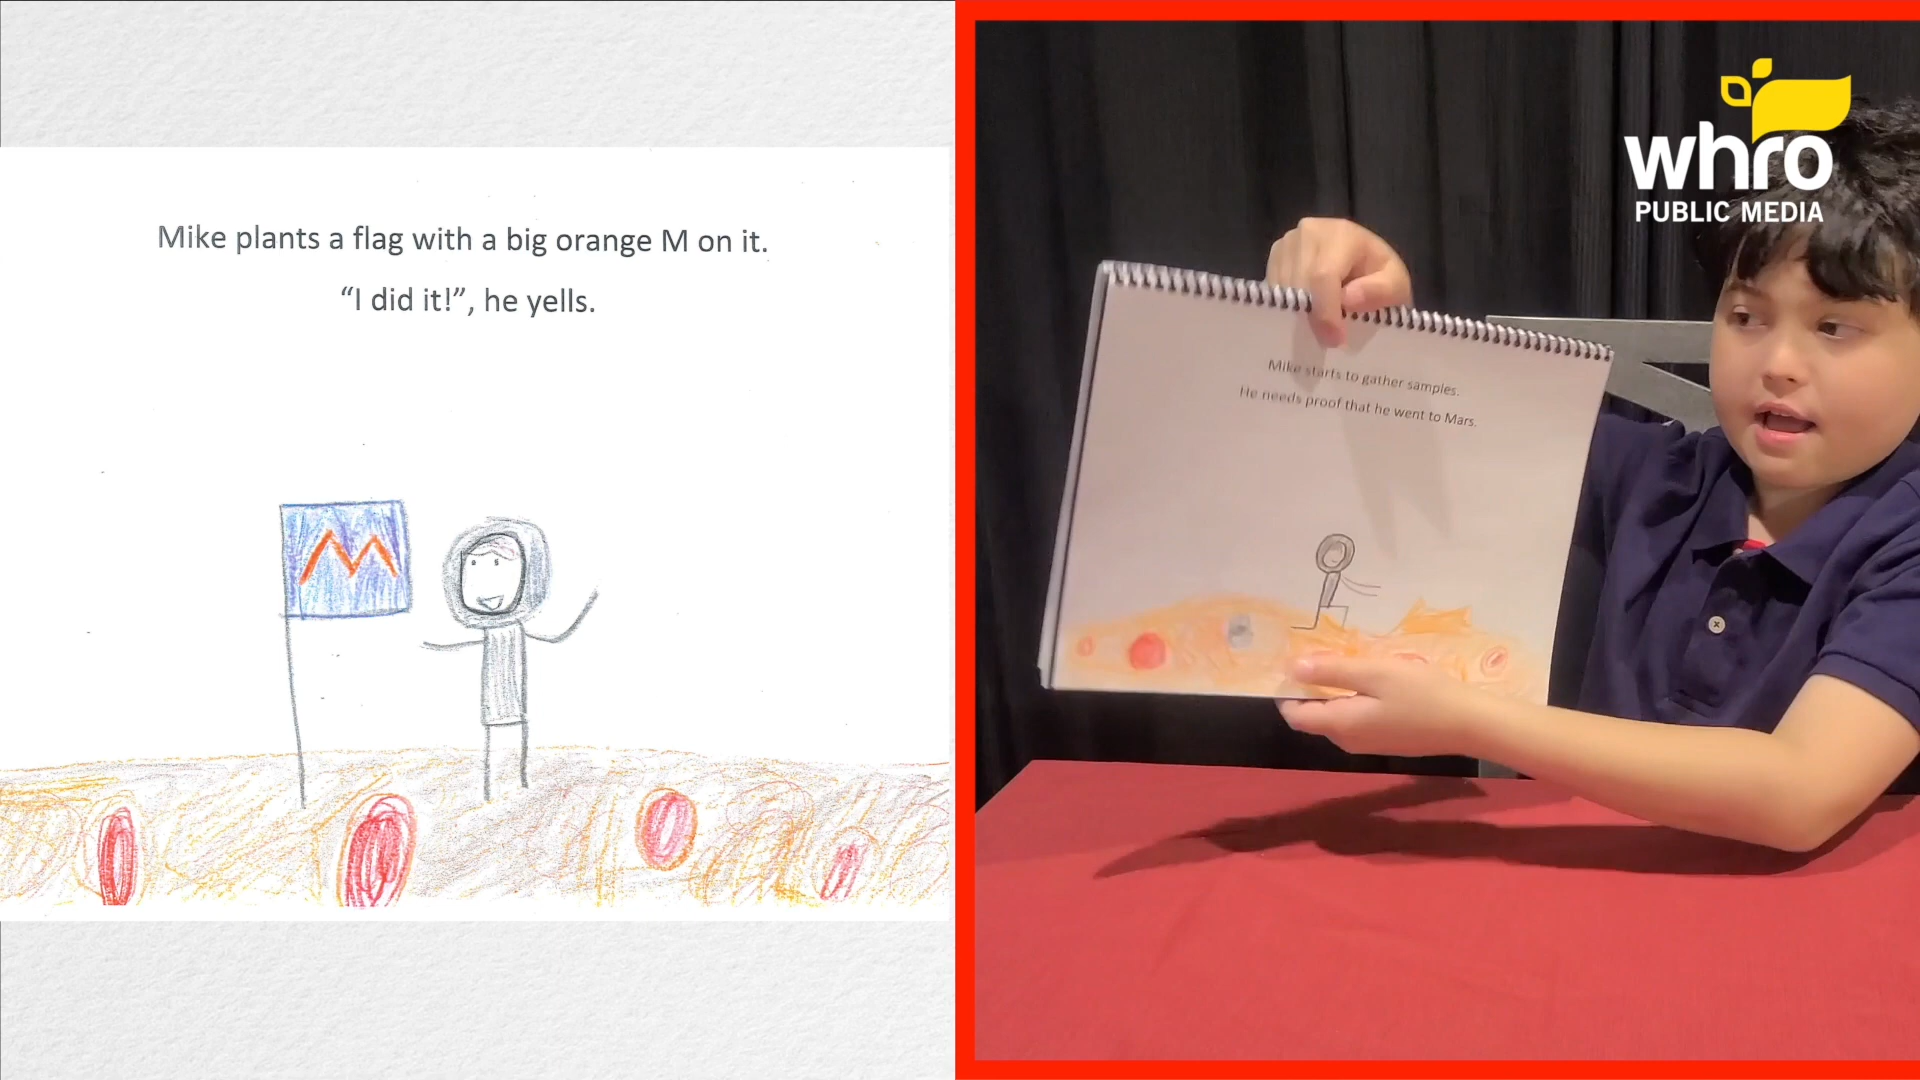 Mike plants a flag with a big orange M on it.
“I did it!”, he yells.
M
Mike starts to gather samples.
He needs proof that he went to Mars.
whro
PUBLIC MEDIA